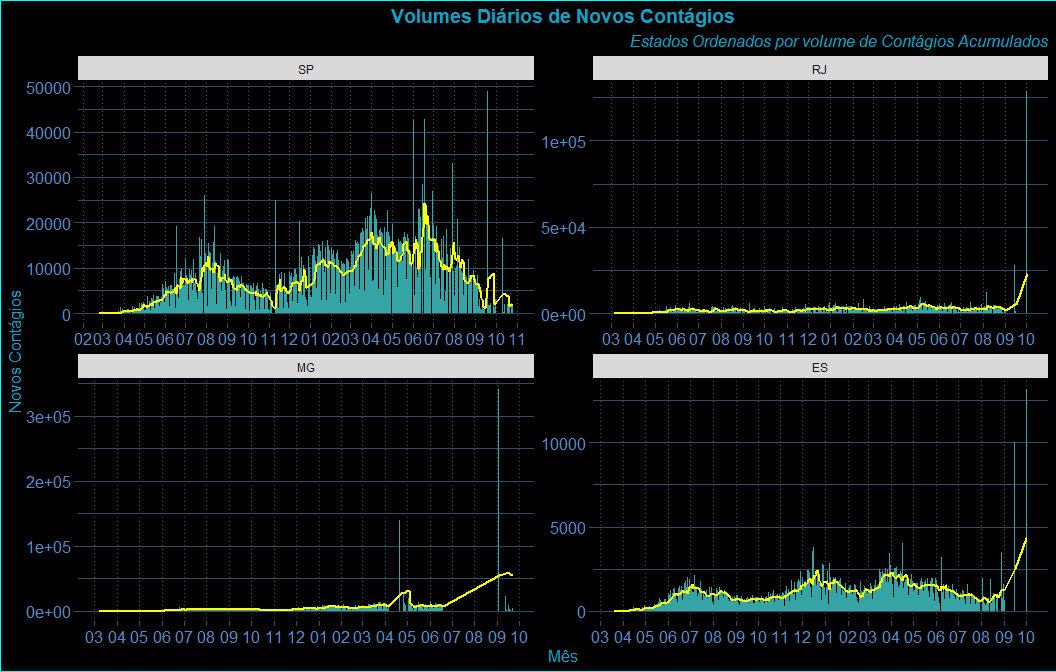 Volumes Diários de Novos Contágios
Estados Ordenados por volume de Contágios Acumulados
SP
RJ
50000
40000
30000
20000
10000
0
1e+05
5e+04
0e+00
02 03 04 05 06 07 08 09 10 11 12 01 02 03 04 05 06 07 08 09 10 11
03 04 05 06 07 08 09 10 11 12 01 02 03 04 05 06 07 08 09 10
Novos Contágios
MG
ES
3e+05
2e+05
1e+05
0e+00
10000
5000
0
03 04 05 06 07 08 09 10 11 12 01 02 03 04 05 06 07 08 09 10
03 04 05 06 07 08 09 10 11 12 01 02 03 04 05 06 07 08 09 10
Mês